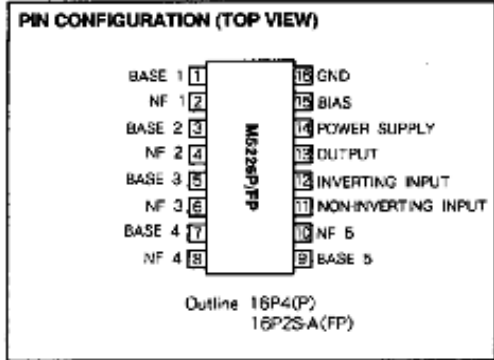 PIN CONFIGURATION (TOP VIEW)
BASE 1 1 16 GND
NF 1 2 15 BIAS
BASE 2 3 14 POWER SUPPLY
NF 2 4 13 OUTPUT
BASE 3 5 12 INVERTING INPUT
NF 3 6 11 NON-INVERTING INPUT
BASE 4 7 10 NF 5
NF 4 8 9 BASE 5
M5226P/FP
Outline 16P4(P)
16P2S-A(FP)